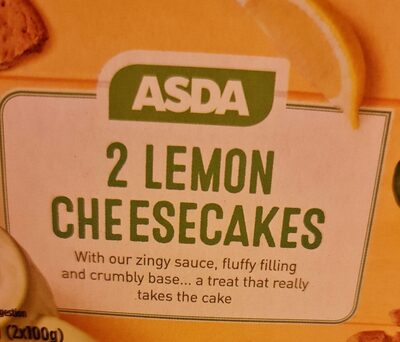 ASDA
2 LEMON
CHEESECAKES
With our zingy sauce, fluffy filling
and crumbly base... a treat that really
takes the cake
(2x100g)